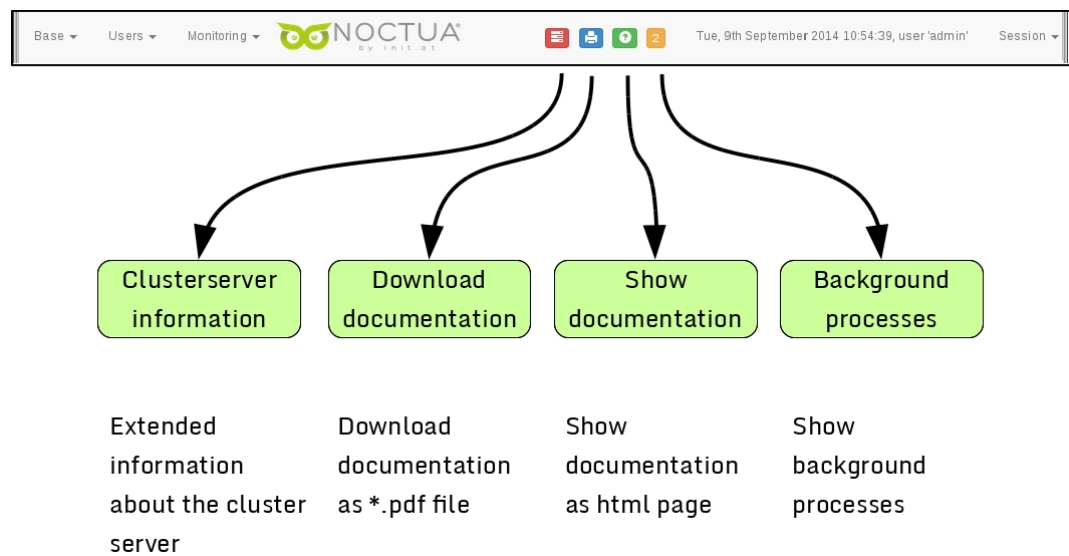 Base Users Monitoring NOCTUA® 2 Tue, 9th September 2014 10:54:39, user 'admin' Session
by init.at
Clusterserver
information
Download
documentation
Show
documentation
Background
processes
Extended
information
about the cluster
server
Download
documentation
as *.pdf file
Show
documentation
as html page
Show
background
processes